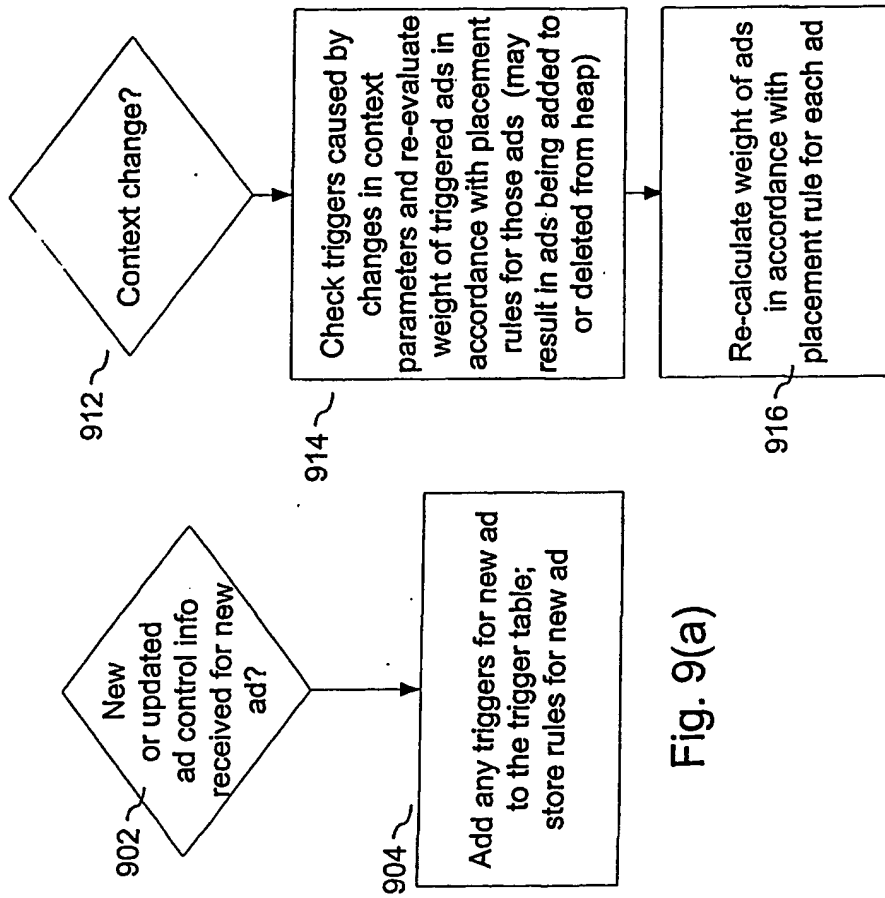 902
New
or updated
ad control info
received for new
ad?
904
Add any triggers for new ad
to the trigger table;
store rules for new ad
912
Context change?
914
Check triggers caused by
changes in context
parameters and re-evaluate
weight of triggered ads in
accordance with placement
rules for those ads (may
result in ads being added to
or deleted from heap)
916
Re-calculate weight of ads
in accordance with
placement rule for each ad
Fig. 9(a)